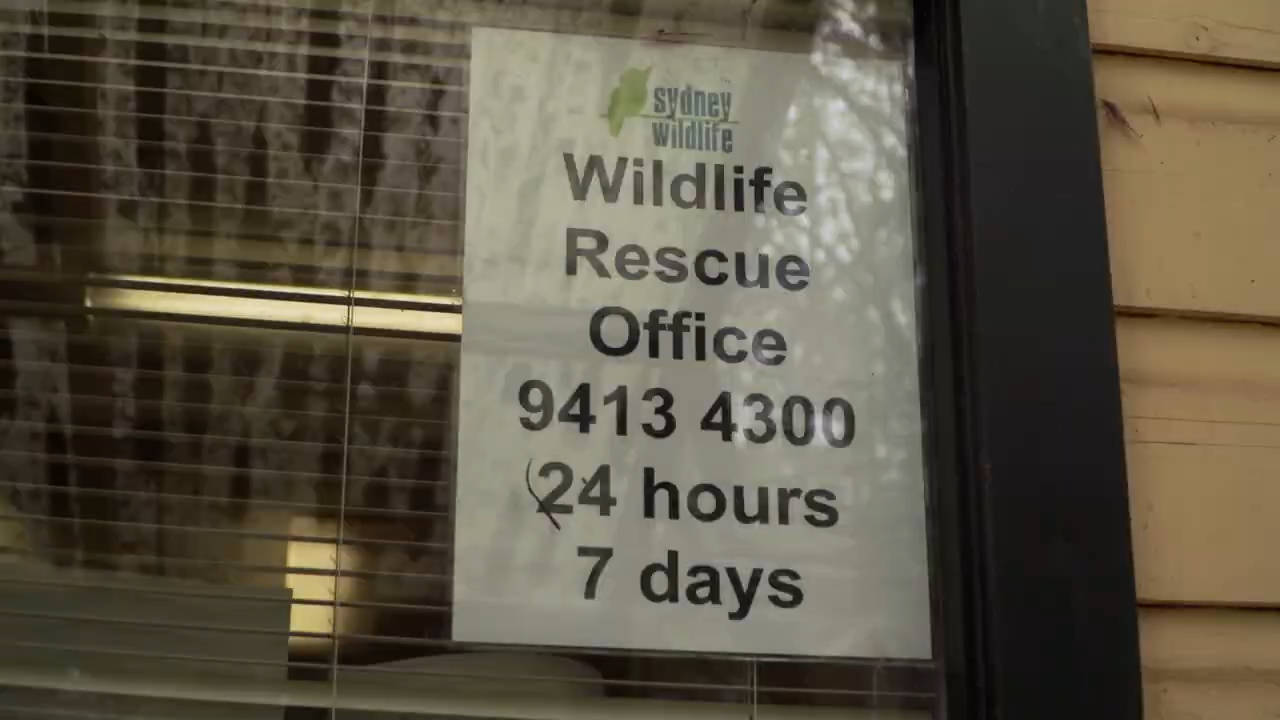 sydney
wildlife
Wildlife
Rescue
Office
9413 4300
24 hours
7 days